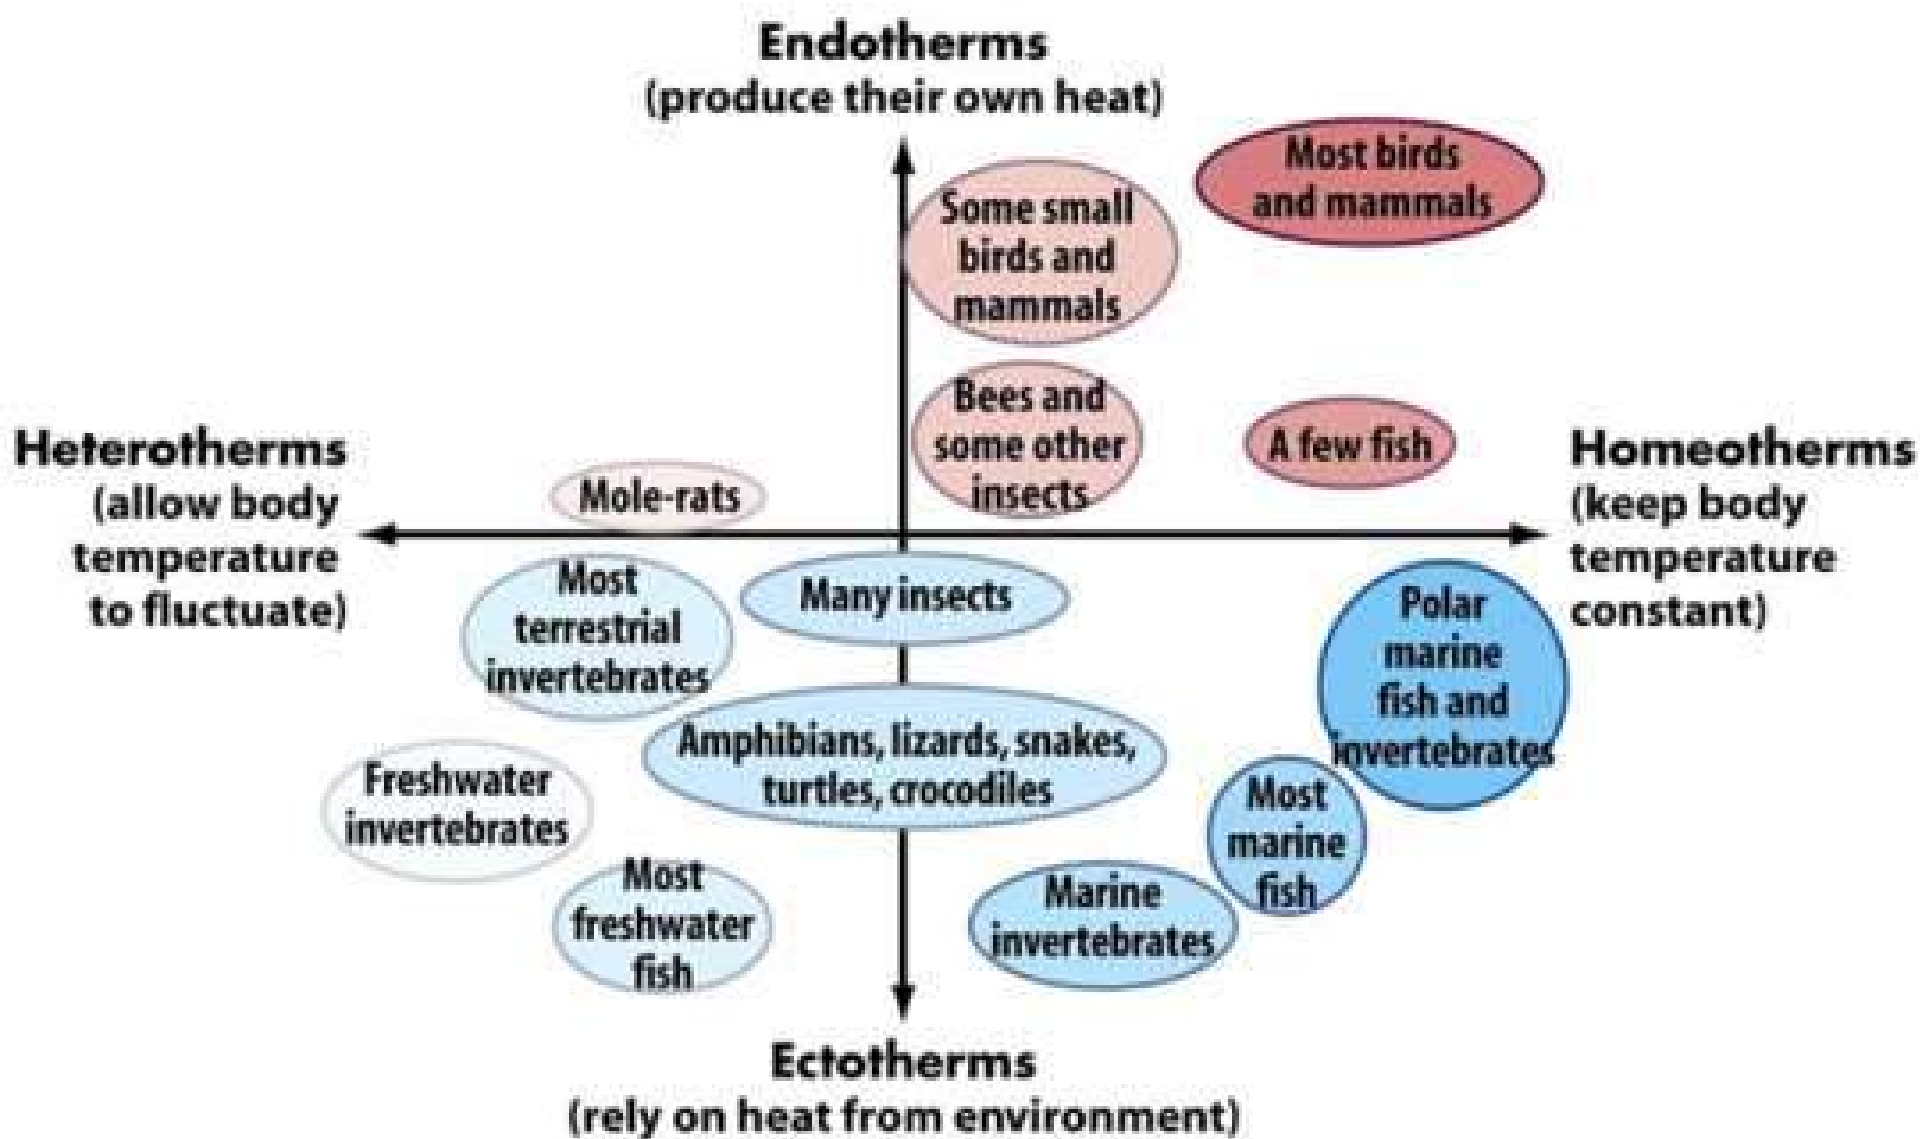 Endotherms
(produce their own heat)
Most birds
and mammals
Some small
birds and
mammals
Bees and
some other
insects
A few fish
Heterotherms
(allow body
temperature
to fluctuate)
Mole-rats
Homeotherms
(keep body
temperature
constant)
Most
terrestrial
invertebrates
Many insects
Polar
marine
fish and
invertebrates
Amphibians, lizards, snakes,
turtles, crocodiles
Freshwater
invertebrates
Most
marine
fish
Most
freshwater
fish
Marine
invertebrates
Ectotherms
(rely on heat from environment)